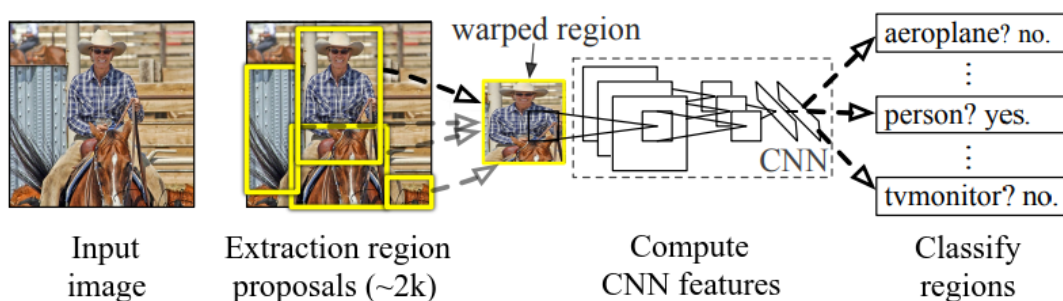 warped region
aeroplane? no.
⋮
person? yes.
⋮
tvmonitor? no.
CNN
Input
image
Extraction region
proposals (~2k)
Compute
CNN features
Classify
regions